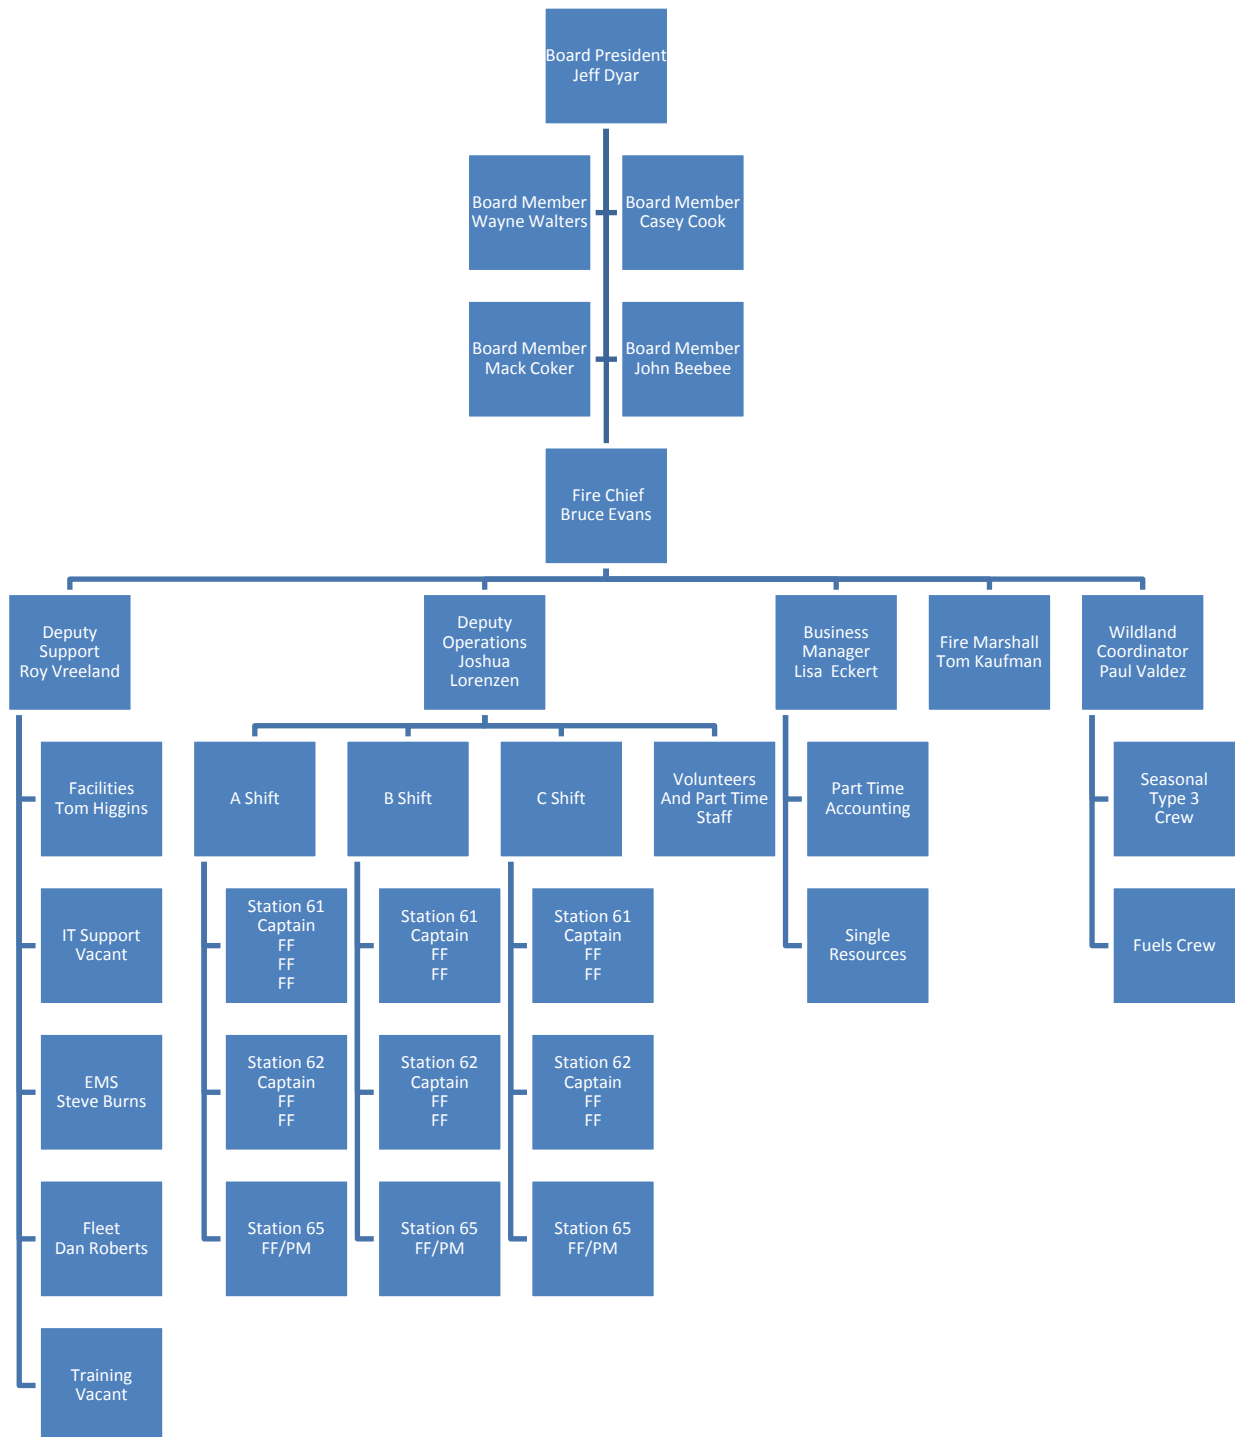 Board President
Jeff Dyar
Board Member
Wayne Walters
Board Member
Casey Cook
Board Member
Mack Coker
Board Member
John Beebee
Fire Chief
Bruce Evans
Deputy
Support
Roy Vreeland
Deputy
Operations
Joshua
Lorenzen
Business
Manager
Lisa  Eckert
Fire Marshall
Tom Kaufman
Wildland
Coordinator
Paul Valdez
Facilities
Tom Higgins
A Shift
B Shift
C Shift
Volunteers
And Part Time
Staff
Part Time
Accounting
Seasonal
Type 3
Crew
IT Support
Vacant
Station 61
Captain
FF
FF
FF
Station 61
Captain
FF
FF
Station 61
Captain
FF
FF
Single
Resources
Fuels Crew
EMS
Steve Burns
Station 62
Captain
FF
FF
Station 62
Captain
FF
FF
Station 62
Captain
FF
FF
Fleet
Dan Roberts
Station 65
FF/PM
Station 65
FF/PM
Station 65
FF/PM
Training
Vacant